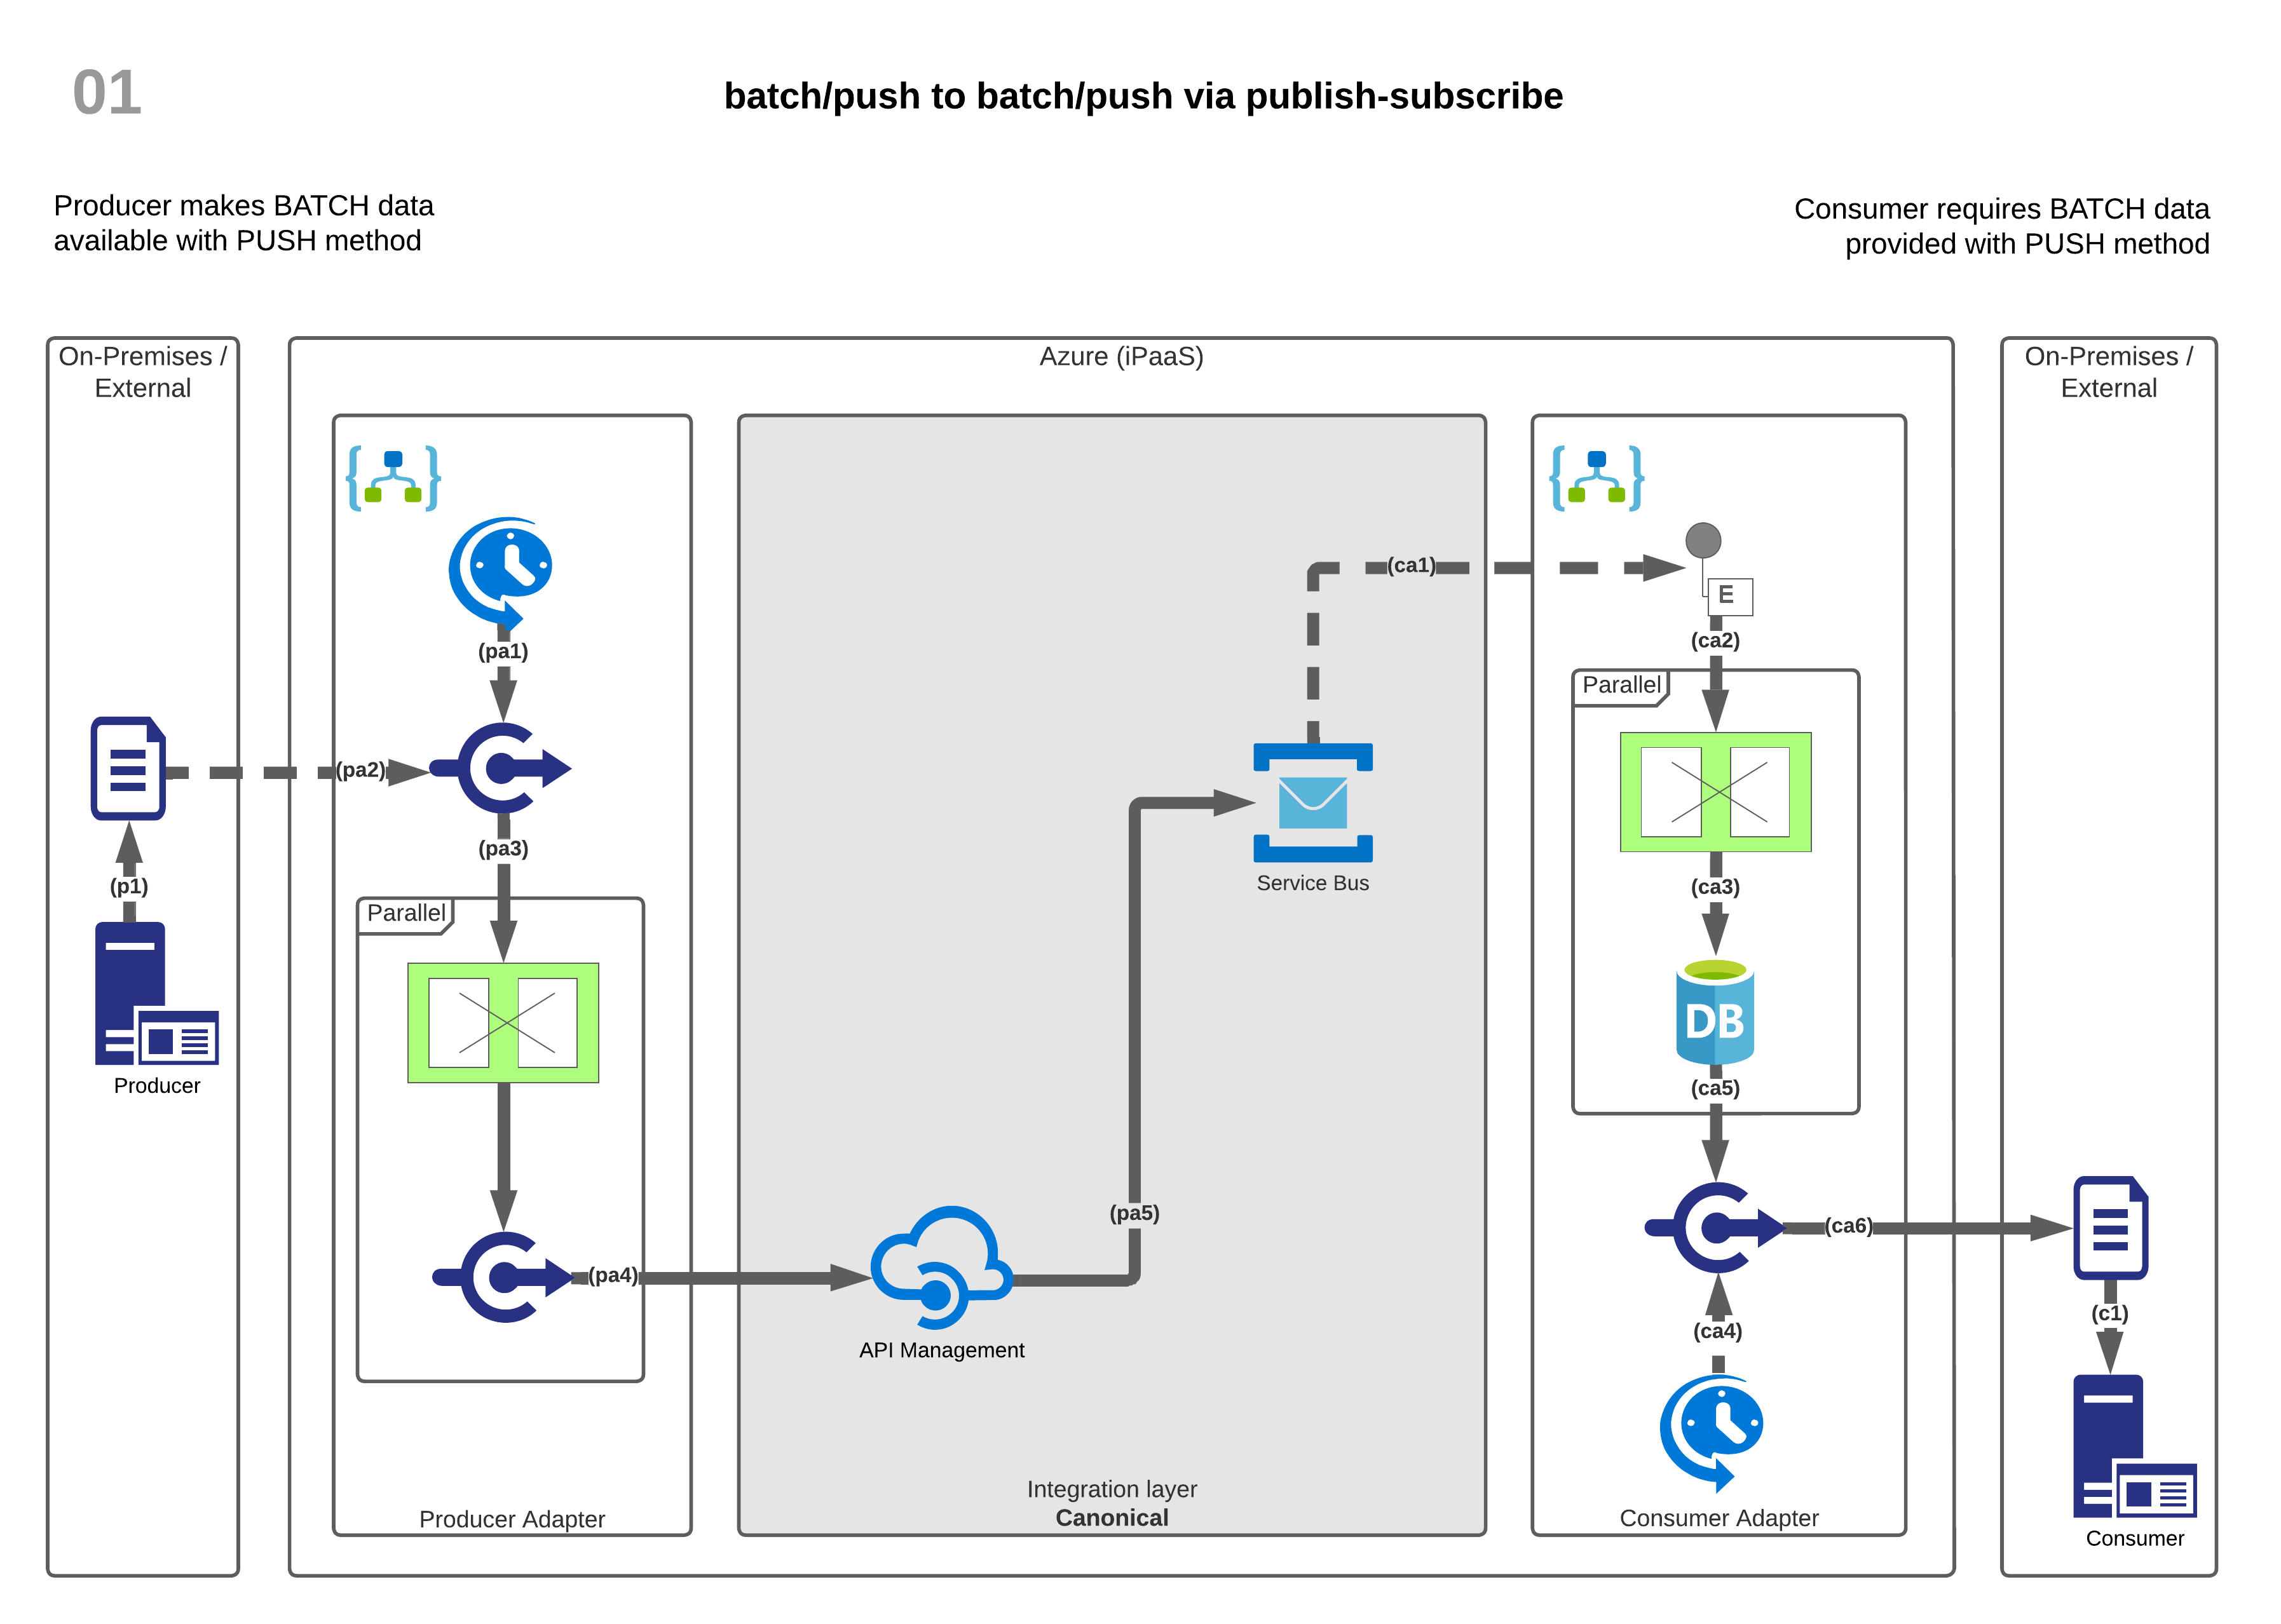 01
batch/push to batch/push via publish-subscribe
Producer makes BATCH data
available with PUSH method
Consumer requires BATCH data
provided with PUSH method
On-Premises /
External
Azure (iPaaS)
On-Premises /
External
(ca1)
E
(pa1)
(ca2)
Parallel
(pa2)
(pa3)
(p1)
Service Bus
(ca3)
Parallel
DB
Producer
(ca5)
(pa5)
(ca6)
(pa4)
(c1)
(ca4)
API Management
Integration layer
Canonical
Producer Adapter
Consumer Adapter
Consumer